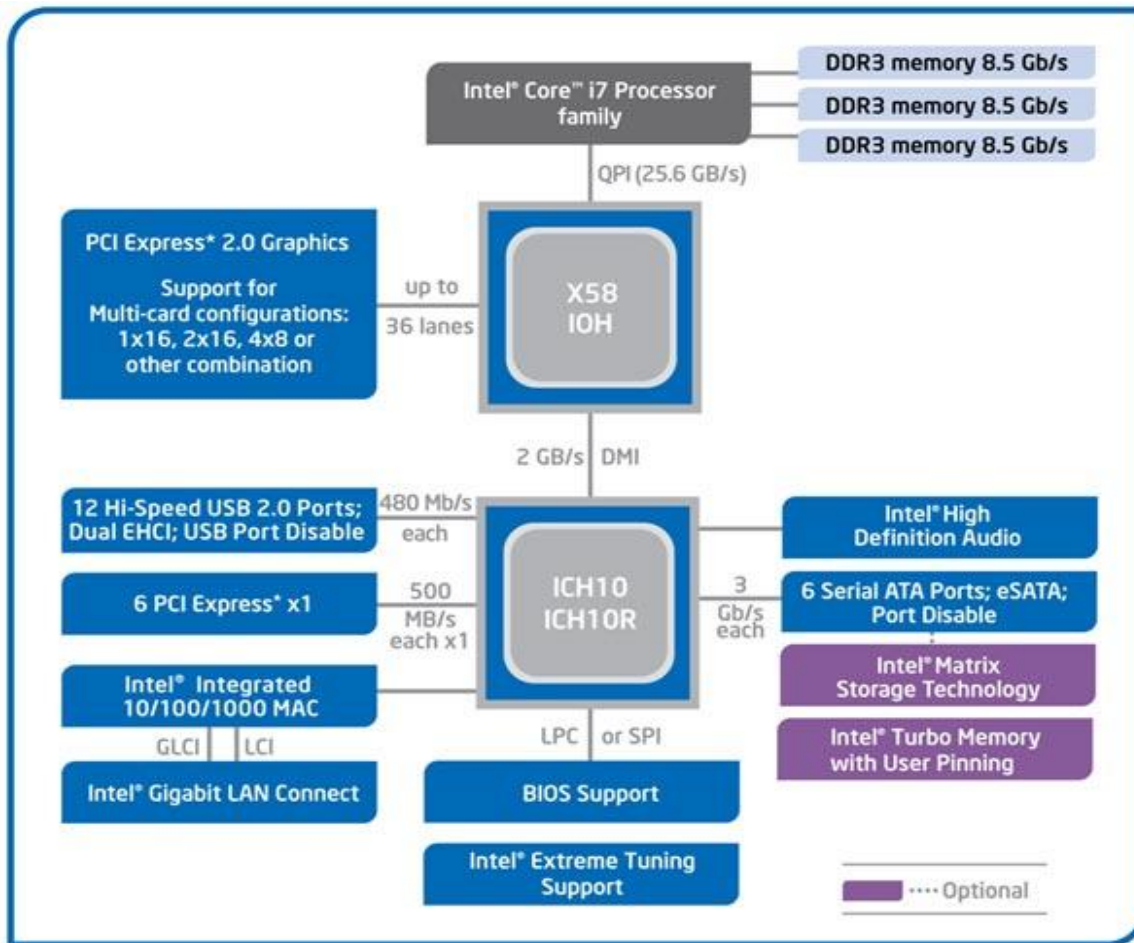 Intel® Core™ i7 Processor
family
DDR3 memory 8.5 Gb/s
DDR3 memory 8.5 Gb/s
DDR3 memory 8.5 Gb/s
QPI (25.6 GB/s)
PCI Express* 2.0 Graphics
Support for
Multi-card configurations:
1x16, 2x16, 4x8 or
other combination
up to
36 lanes
X58
IOH
2 GB/s DMI
12 Hi-Speed USB 2.0 Ports;
Dual EHCI; USB Port Disable
480 Mb/s
each
6 PCI Express* x1
500
MB/s
each x1
Intel® Integrated
10/100/1000 MAC
GLCI LCI
Intel® Gigabit LAN Connect
ICH10
ICH10R
Intel® High
Definition Audio
3
Gb/s
each
6 Serial ATA Ports; eSATA;
Port Disable
Intel® Matrix
Storage Technology
Intel® Turbo Memory
with User Pinning
LPC or SPI
BIOS Support
Intel® Extreme Tuning
Support
Optional